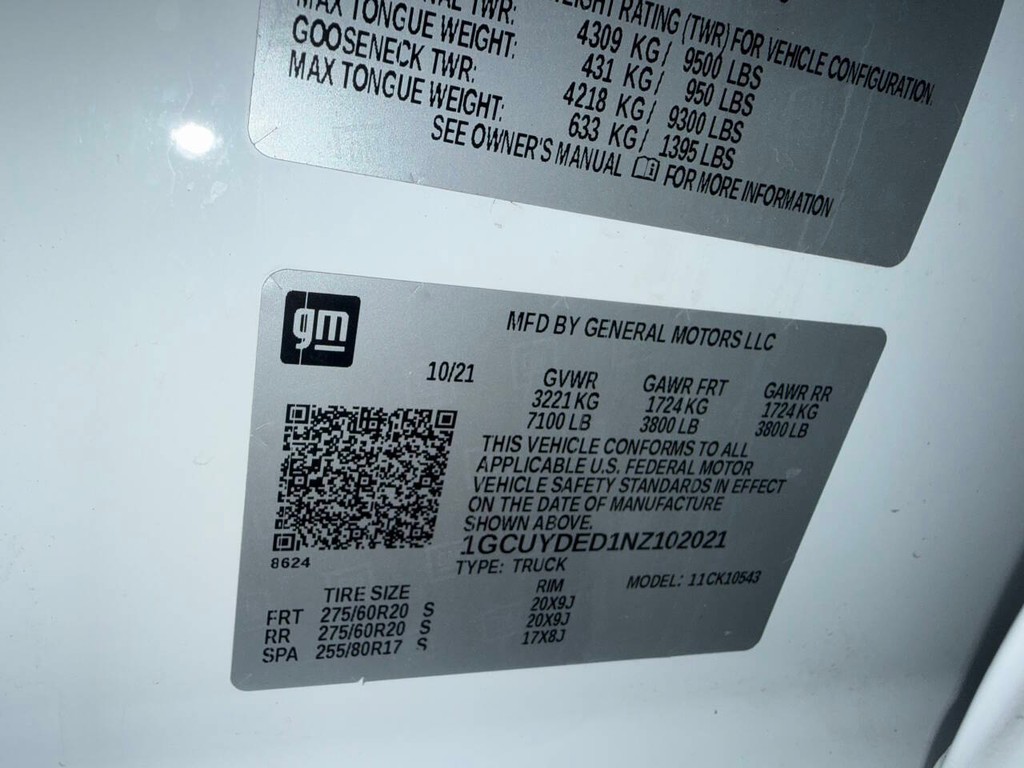 WEIGHT RATING (TWR) FOR VEHICLE CONFIGURATION.
TWR: 4309 KG/ 9500 LBS
MAX TONGUE WEIGHT: 431 KG/ 950 LBS
GOOSENECK TWR: 4218 KG/ 9300 LBS
MAX TONGUE WEIGHT: 633 KG/ 1395 LBS
SEE OWNER'S MANUAL FOR MORE INFORMATION
gm
MFD BY GENERAL MOTORS LLC
10/21 GVWR GAWR FRT GAWR RR
3221 KG 1724 KG 1724 KG
7100 LB 3800 LB 3800 LB
THIS VEHICLE CONFORMS TO ALL
APPLICABLE U.S. FEDERAL MOTOR
VEHICLE SAFETY STANDARDS IN EFFECT
ON THE DATE OF MANUFACTURE
SHOWN ABOVE.
1GCUYDED1NZ102021
8624
TYPE: TRUCK MODEL: 11CK10543
TIRE SIZE RIM
FRT 275/60R20 S 20X9J
RR 275/60R20 S 20X9J
SPA 255/80R17 S 17X8J